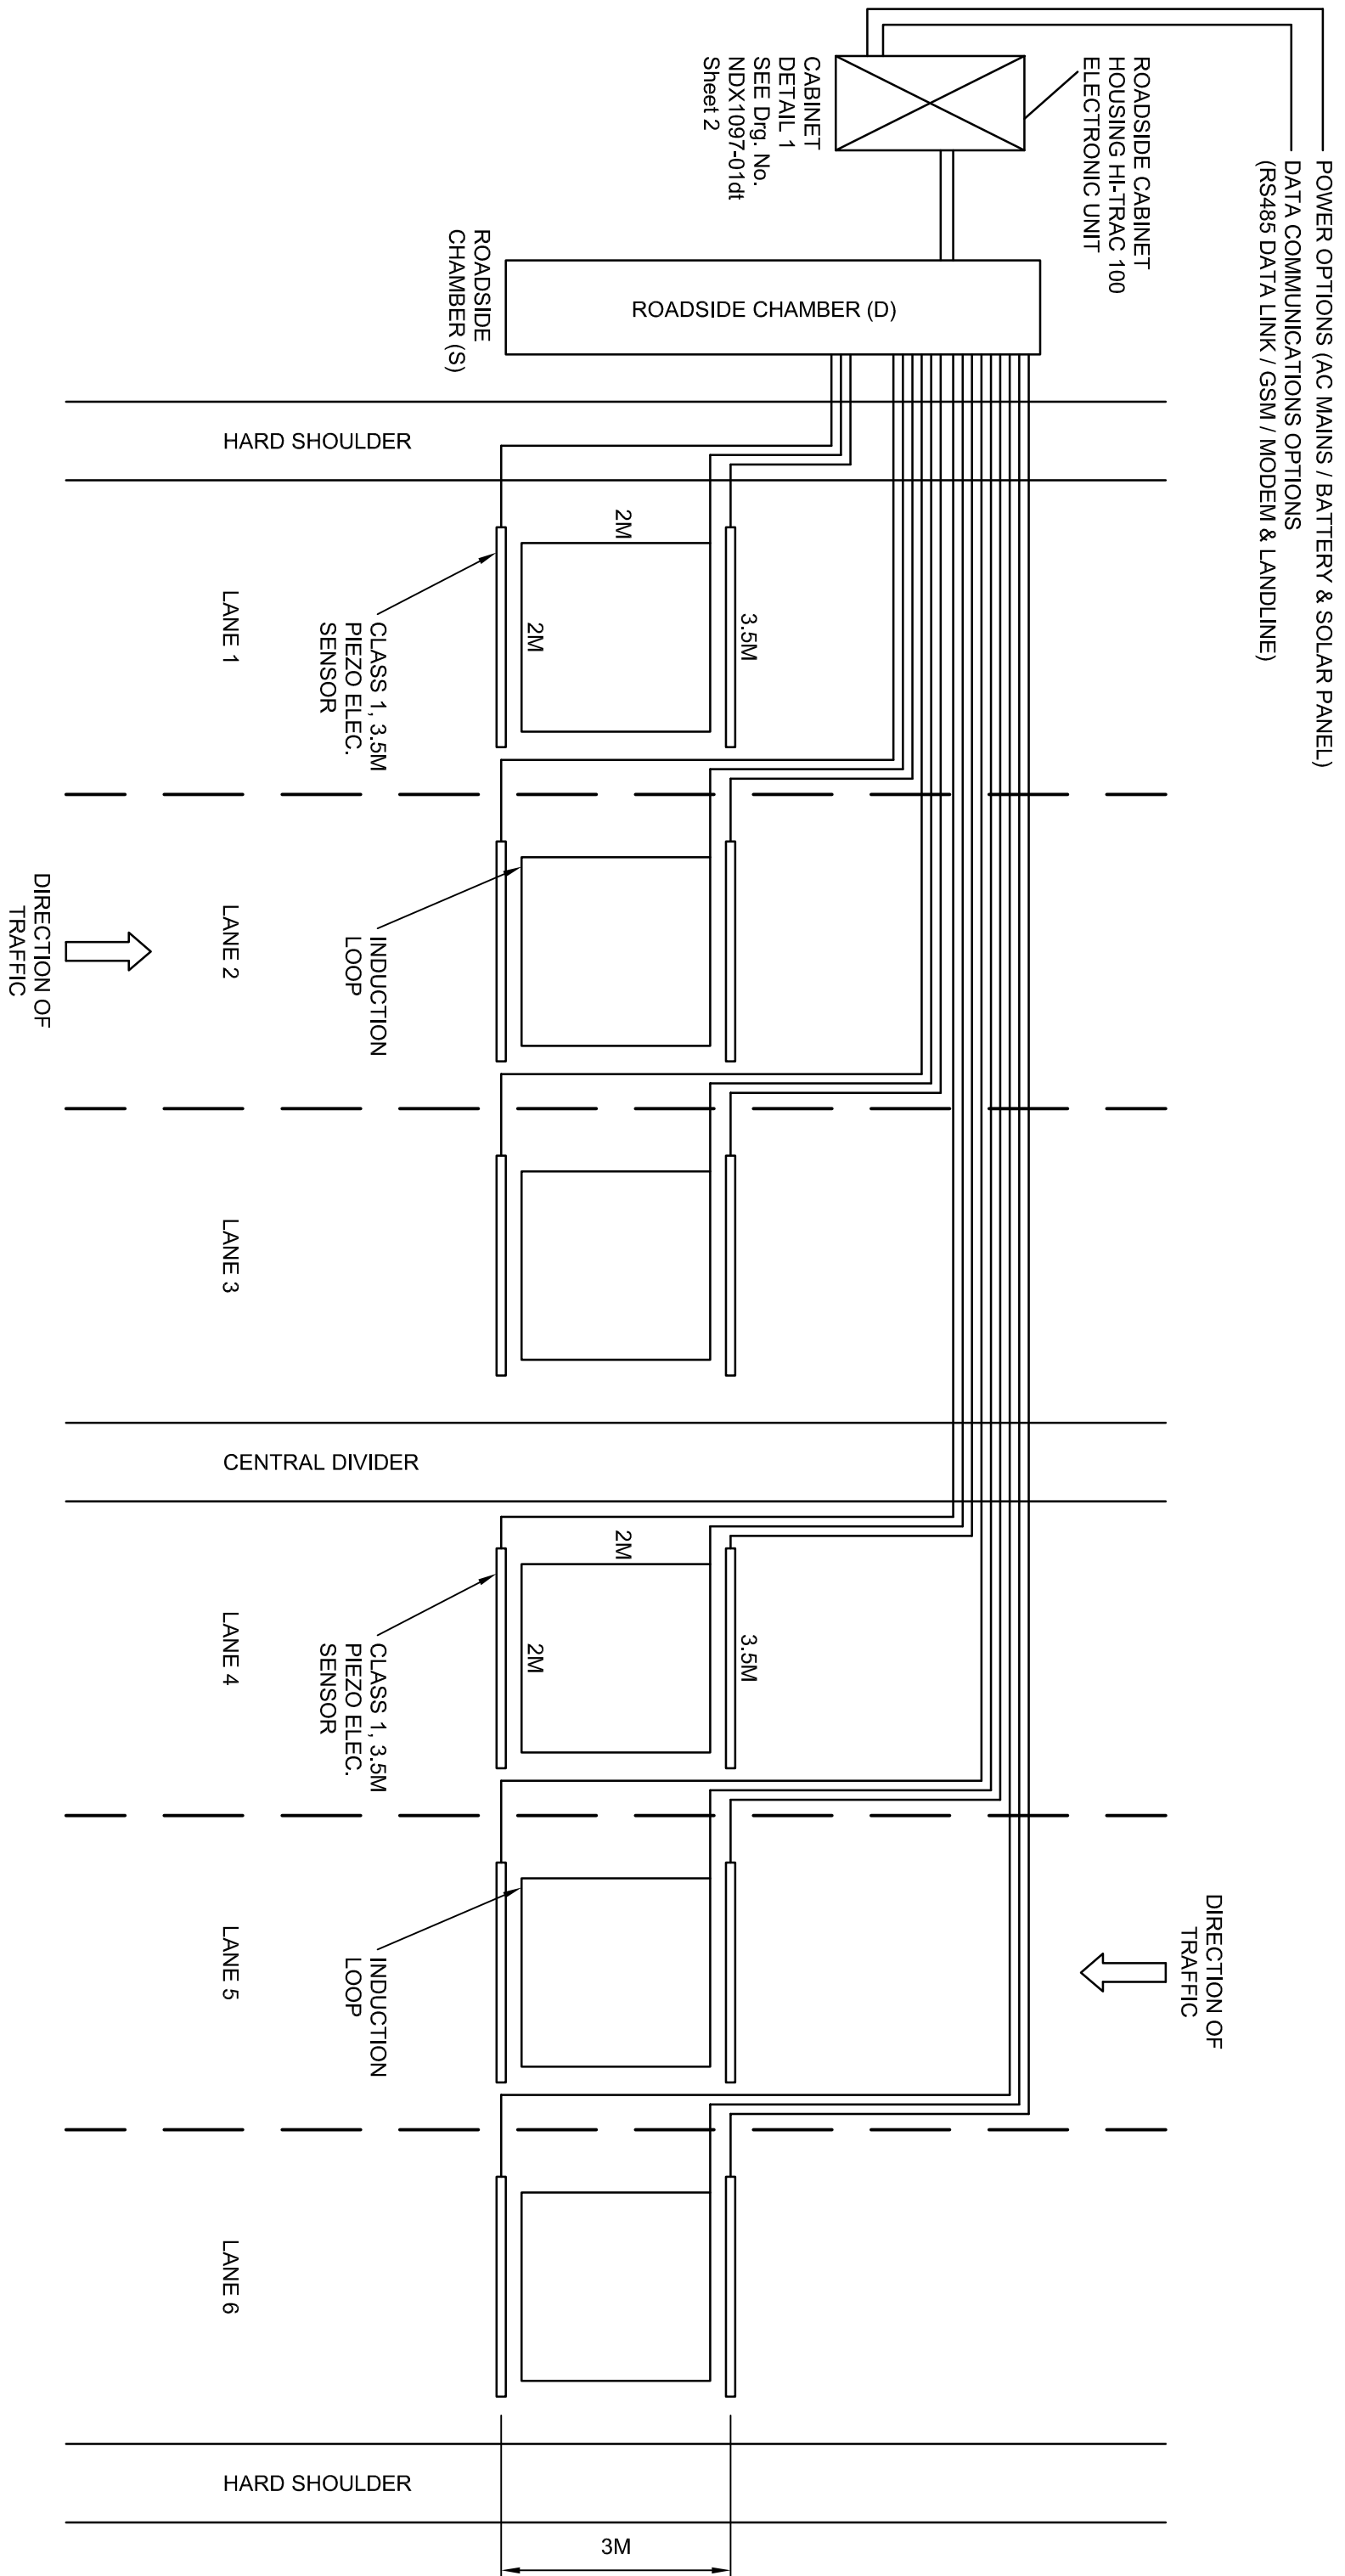 POWER OPTIONS (AC MAINS / BATTERY & SOLAR PANEL)
DATA COMMUNICATIONS OPTIONS
(RS485 DATA LINK / GSM / MODEM & LANDLINE)
ROADSIDE CABINET
HOUSING HI-TRAC 100
ELECTRONIC UNIT
CABINET
DETAIL 1
SEE Drg. No.
NDX1097-01dt
Sheet 2
ROADSIDE CHAMBER (D)
ROADSIDE
CHAMBER (S)
HARD SHOULDER
2M
2M
3.5M
CLASS 1, 3.5M
PIEZO ELEC.
SENSOR
LANE 1
INDUCTION
LOOP
LANE 2
DIRECTION OF
TRAFFIC
LANE 3
CENTRAL DIVIDER
2M
2M
3.5M
CLASS 1, 3.5M
PIEZO ELEC.
SENSOR
LANE 4
DIRECTION OF
TRAFFIC
INDUCTION
LOOP
LANE 5
LANE 6
HARD SHOULDER
3M